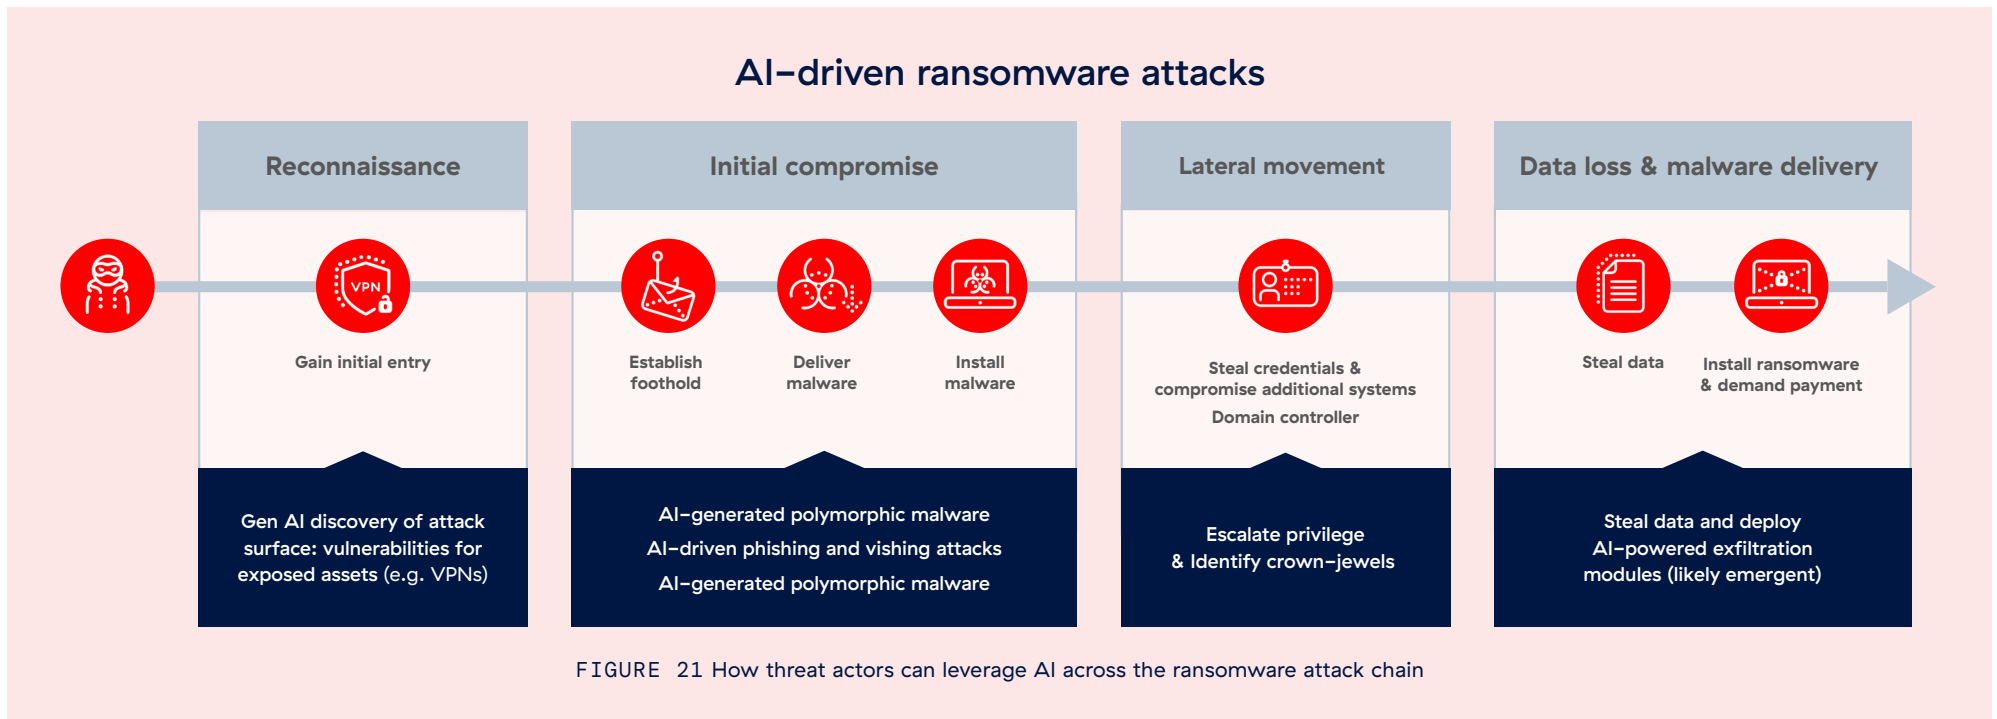 AI-driven ransomware attacks
Reconnaissance
VPN
Gain initial entry
Gen AI discovery of attack
surface: vulnerabilities for
exposed assets (e.g. VPNs)
Initial compromise
Establish
foothold
Deliver
malware
Install
malware
AI-generated polymorphic malware
AI-driven phishing and vishing attacks
AI-generated polymorphic malware
Lateral movement
Steal credentials &
compromise additional systems
Domain controller
Escalate privilege
& Identify crown-jewels
Data loss & malware delivery
Steal data
Install ransomware
& demand payment
Steal data and deploy
AI-powered exfiltration
modules (likely emergent)
FIGURE 21 How threat actors can leverage AI across the ransomware attack chain